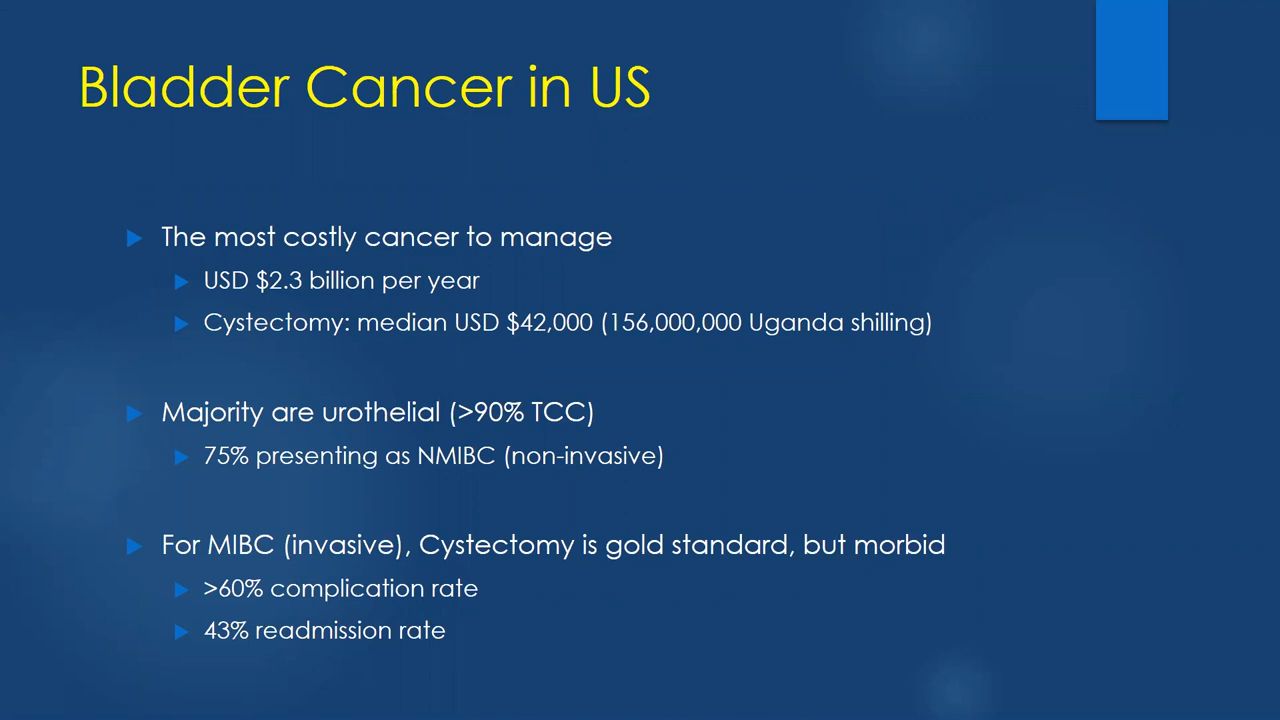 Bladder Cancer in US
The most costly cancer to manage
USD $2.3 billion per year
Cystectomy: median USD $42,000 (156,000,000 Uganda shilling)
Majority are urothelial (>90% TCC)
75% presenting as NMIBC (non-invasive)
For MIBC (invasive), Cystectomy is gold standard, but morbid
>60% complication rate
43% readmission rate